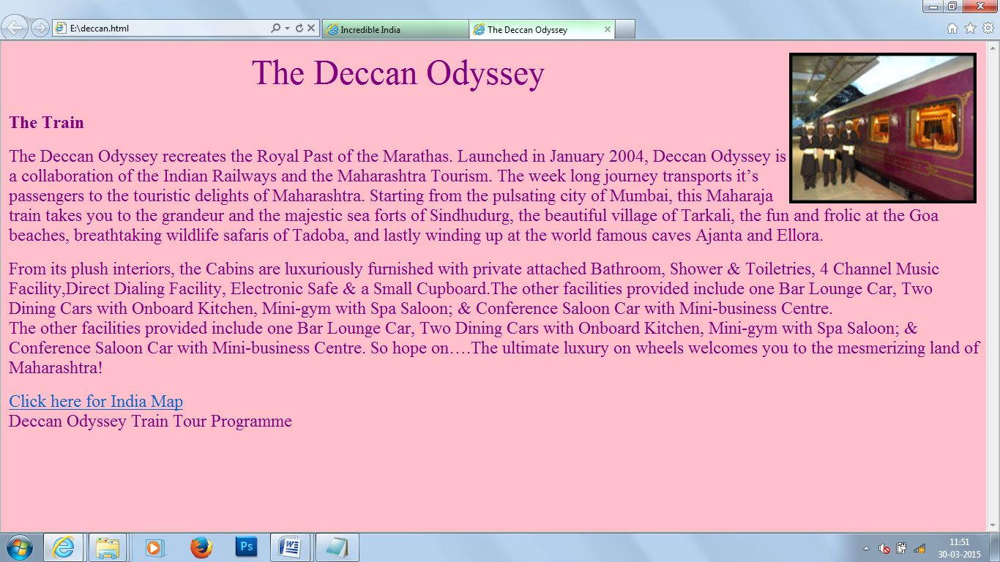 E:\deccan.html
Incredible India
The Deccan Odyssey
The Deccan Odyssey
The Train
The Deccan Odyssey recreates the Royal Past of the Marathas. Launched in January 2004, Deccan Odyssey is
a collaboration of the Indian Railways and the Maharashtra Tourism. The week long journey transports it’s
passengers to the touristic delights of Maharashtra. Starting from the pulsating city of Mumbai, this Maharaja
train takes you to the grandeur and the majestic sea forts of Sindhudurg, the beautiful village of Tarkali, the fun and frolic at the Goa
beaches, breathtaking wildlife safaris of Tadoba, and lastly winding up at the world famous caves Ajanta and Ellora.
From its plush interiors, the Cabins are luxuriously furnished with private attached Bathroom, Shower & Toiletries, 4 Channel Music
Facility,Direct Dialing Facility, Electronic Safe & a Small Cupboard.The other facilities provided include one Bar Lounge Car, Two
Dining Cars with Onboard Kitchen, Mini-gym with Spa Saloon; & Conference Saloon Car with Mini-business Centre.
The other facilities provided include one Bar Lounge Car, Two Dining Cars with Onboard Kitchen, Mini-gym with Spa Saloon; &
Conference Saloon Car with Mini-business Centre. So hope on….The ultimate luxury on wheels welcomes you to the mesmerizing land of
Maharashtra!
Click here for India Map
Deccan Odyssey Train Tour Programme
Ps
11:51
30-03-2015